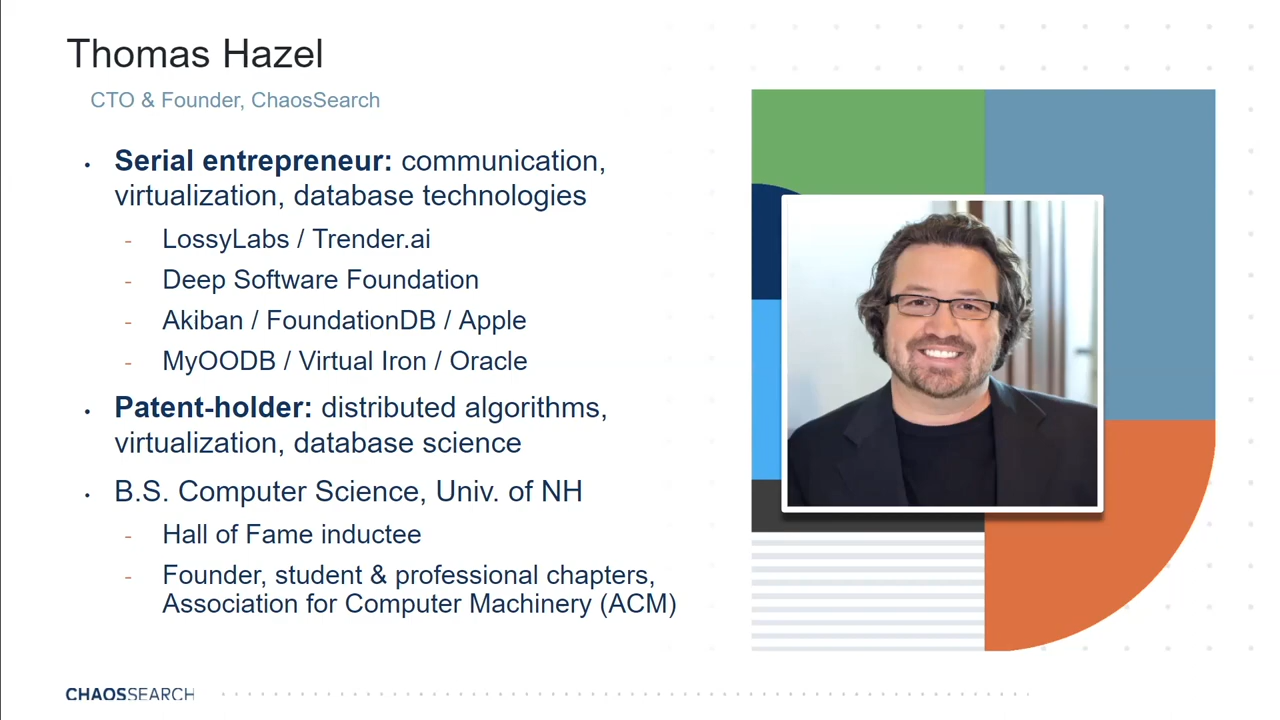 Thomas Hazel
CTO & Founder, ChaosSearch
• Serial entrepreneur: communication,
virtualization, database technologies
- LossyLabs / Trender.ai
- Deep Software Foundation
- Akiban / FoundationDB / Apple
- MyOODB / Virtual Iron / Oracle
• Patent-holder: distributed algorithms,
virtualization, database science
• B.S. Computer Science, Univ. of NH
- Hall of Fame inductee
- Founder, student & professional chapters,
Association for Computer Machinery (ACM)
CHAOSSEARCH